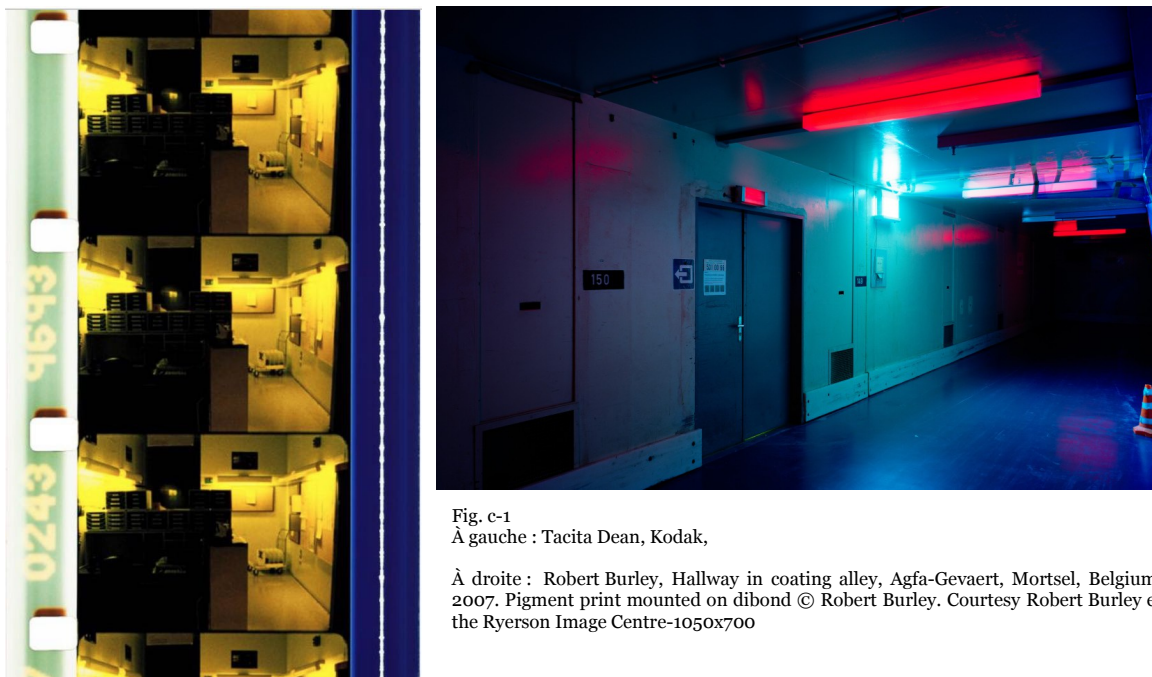 0243
150
Fig. c-1
À gauche : Tacita Dean, Kodak,
À droite : Robert Burley, Hallway in coating alley, Agfa-Gevaert, Mortsel, Belgium
2007. Pigment print mounted on dibond © Robert Burley. Courtesy Robert Burley e
the Ryerson Image Centre-1050x700